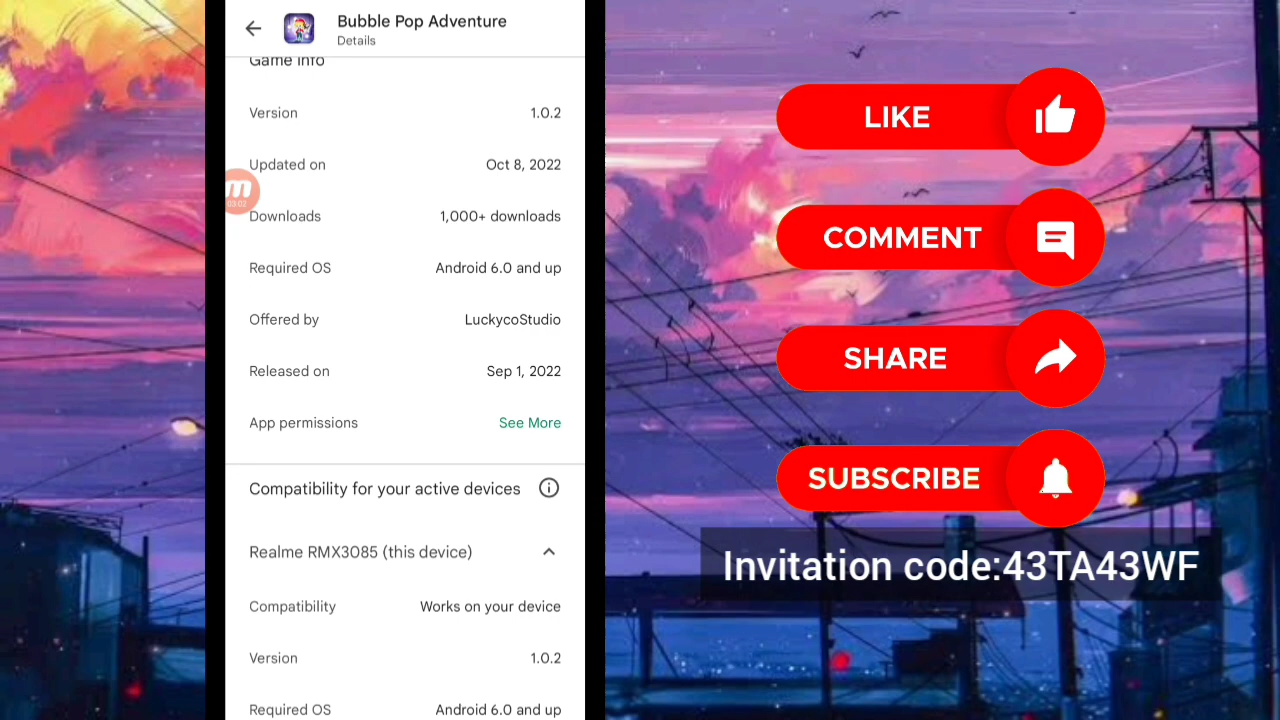 Bubble Pop Adventure
Details
Game info
Version 1.0.2
Updated on Oct 8, 2022
03:02
Downloads 1,000+ downloads
Required OS Android 6.0 and up
Offered by LuckycoStudio
Released on Sep 1, 2022
App permissions See More
Compatibility for your active devices
Realme RMX3085 (this device)
Compatibility Works on your device
Version 1.0.2
Required OS Android 6.0 and up
LIKE
COMMENT
SHARE
SUBSCRIBE
Invitation code:43TA43WF